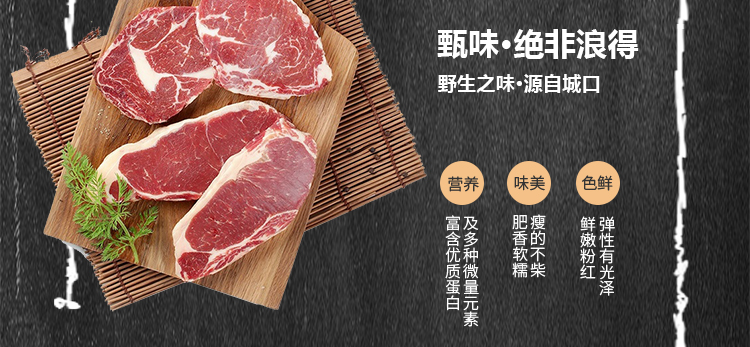 甄味·绝非浪得
野生之味·源自城口
营养
富含优质蛋白
及多种微量元素
味美
肥香软糯
瘦的不柴
色鲜
鲜嫩粉红
弹性有光泽